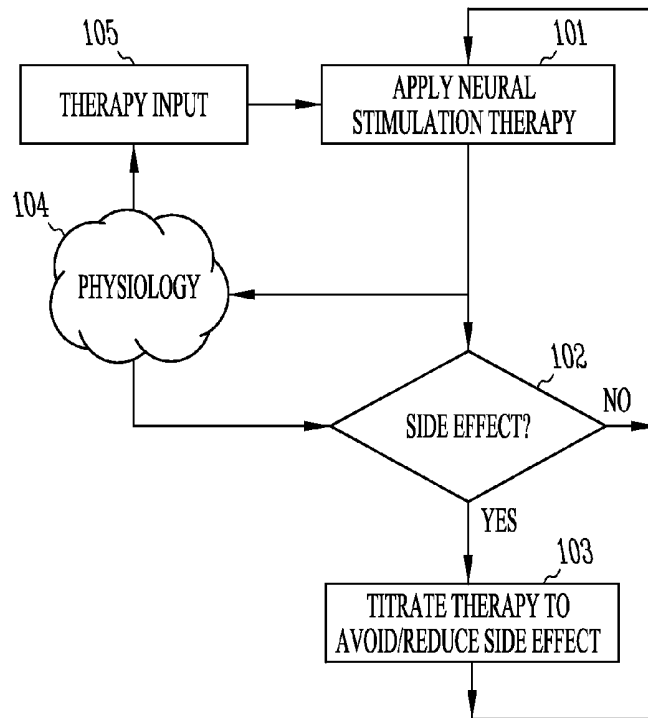 105
THERAPY INPUT
101
APPLY NEURAL
STIMULATION THERAPY
104
PHYSIOLOGY
102
SIDE EFFECT?
NO
YES
103
TITRATE THERAPY TO
AVOID/REDUCE SIDE EFFECT